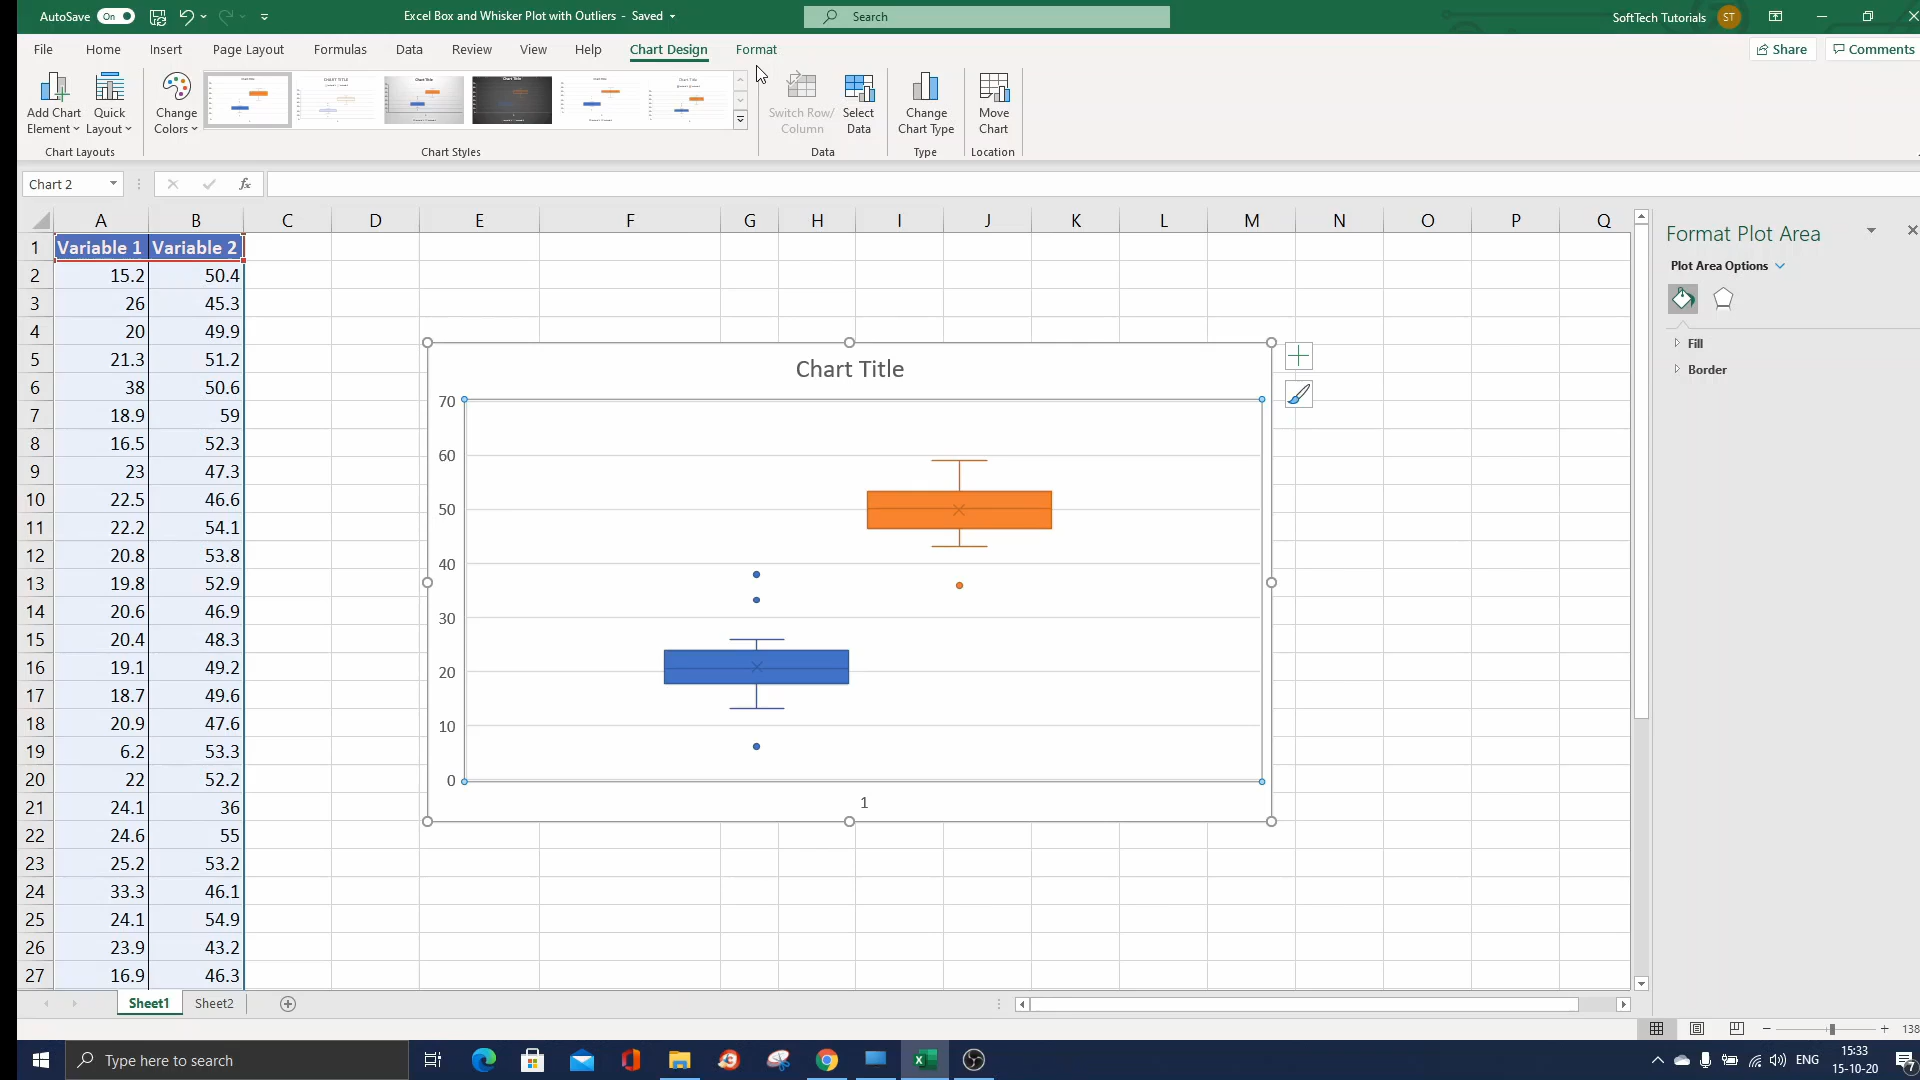 AutoSave On Excel Box and Whisker Plot with Outliers - Saved Search SoftTech Tutorials ST
File Home Insert Page Layout Formulas Data Review View Help Chart Design Format Share Comments
Add Chart Element
Quick Layout
Change Colors
Switch Row/ Column
Select Data
Change Chart Type
Move Chart
Chart Layouts Chart Styles Data Type Location
Chart 2 fx
A B C D E F G H I J K L M N O P Q
1 Variable 1 Variable 2
2 15.2 50.4
3 26 45.3
4 20 49.9
5 21.3 51.2
6 38 50.6
7 18.9 59
8 16.5 52.3
9 23 47.3
10 22.5 46.6
11 22.2 54.1
12 20.8 53.8
13 19.8 52.9
14 20.6 46.9
15 20.4 48.3
16 19.1 49.2
17 18.7 49.6
18 20.9 47.6
19 6.2 53.3
20 22 52.2
21 24.1 36
22 24.6 55
23 25.2 53.2
24 33.3 46.1
25 24.1 54.9
26 23.9 43.2
27 16.9 46.3
Chart Title
70
60
50
40
30
20
10
0
1
Format Plot Area
Plot Area Options
Fill
Border
Sheet1 Sheet2
138
Type here to search
ENG
15:33
15-10-20
7